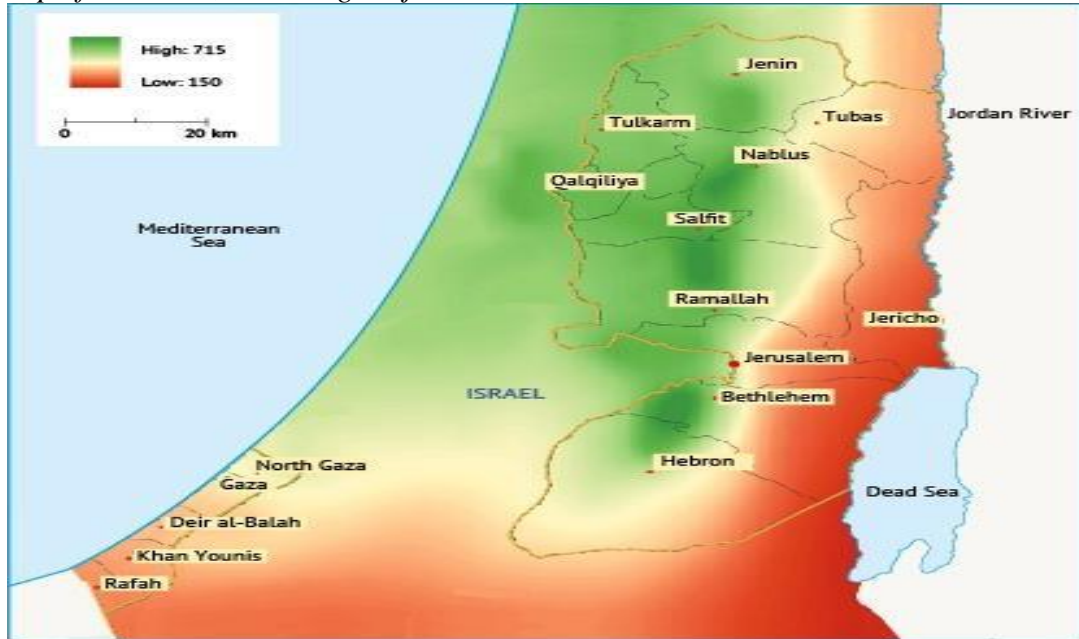 High: 715
Low: 150
0 20 km
Jenin
Jordan River
Tulkarm
Tubas
Nablus
Qalqiliya
Mediterranean
Sea
Salfit
Ramallah
Jericho
Jerusalem
ISRAEL
Bethlehem
North Gaza
Hebron
Gaza
Dead Sea
Deir al-Balah
Khan Younis
Rafah